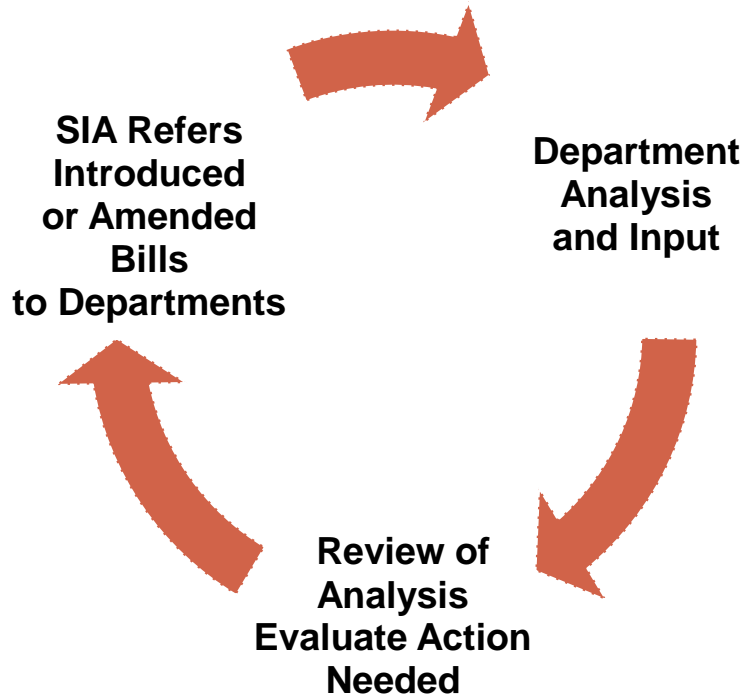 SIA Refers
Introduced
or Amended
Bills
to Departments
Department
Analysis
and Input
Review of
Analysis
Evaluate Action
Needed